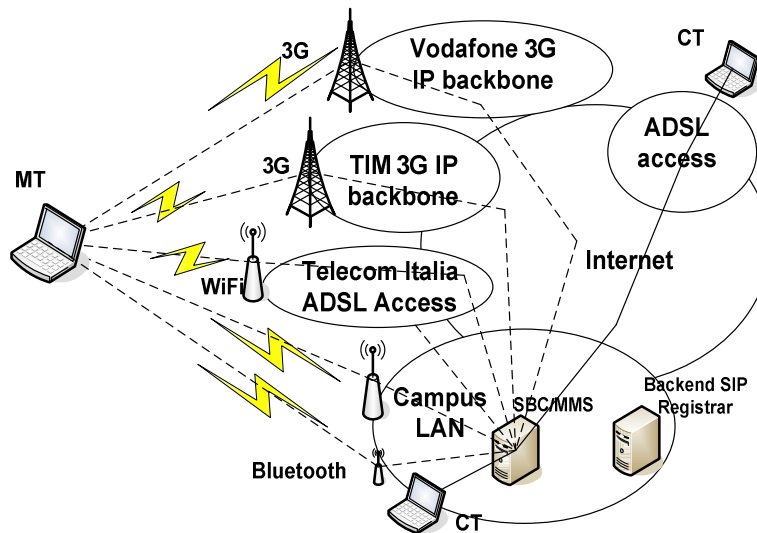 3G
Vodafone 3G
IP backbone
CT
ADSL
access
3G
TIM 3G IP
backbone
MT
Internet
WiFi
Telecom Italia
ADSL Access
Campus
LAN
SBC/MMS
Backend SIP
Registrar
Bluetooth
CT